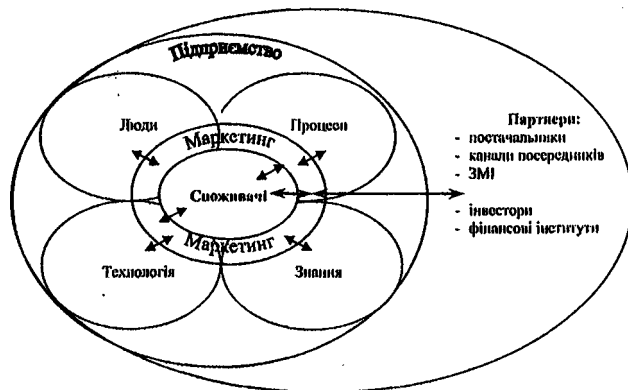 Підприємство
Люди
Процеси
Маркетинг
Споживачі
Маркетинг
Технологія
Знання
Партнери:
- постачальники
- канали посередників
- ЗМІ
- інвестори
- фінансові інститути